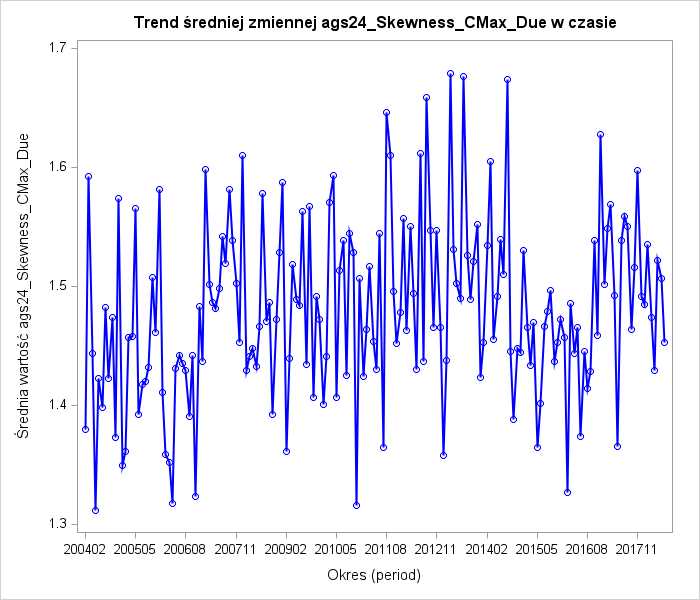 Trend średniej zmiennej ags24_Skewness_CMax_Due w czasie
Średnia wartość ags24_Skewness_CMax_Due
1.7
1.6
1.5
1.4
1.3
200402 200505 200608 200711 200902 201005 201108 201211 201402 201505 201608 201711
Okres (period)